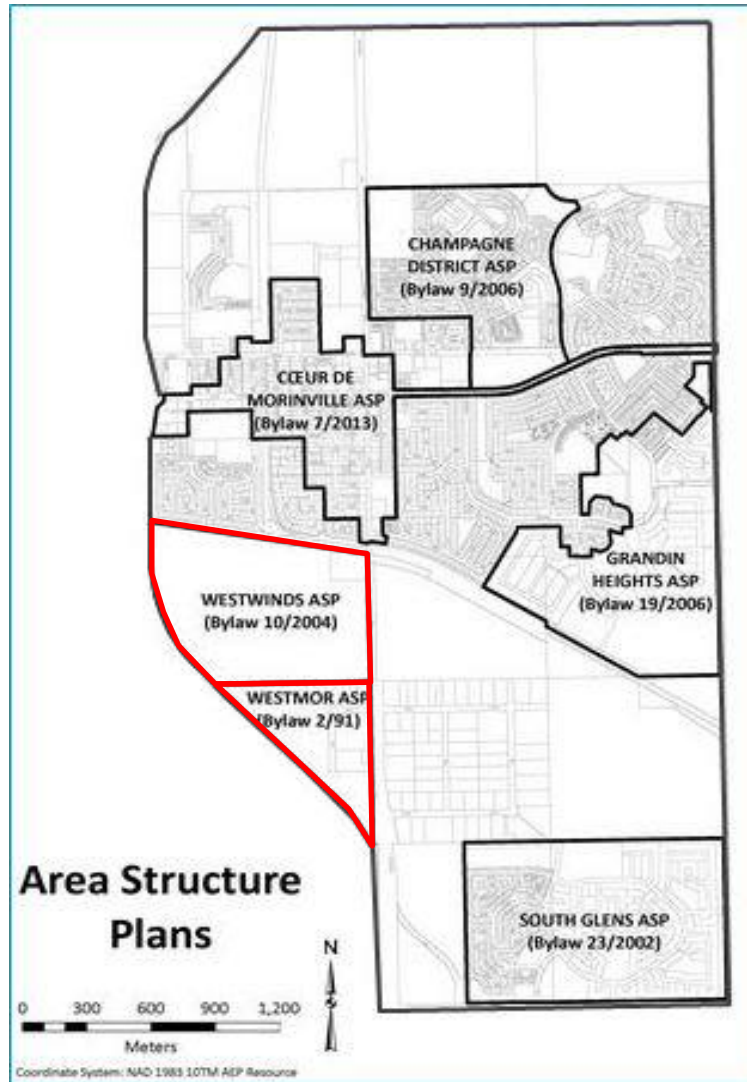 CHAMPAGNE
DISTRICT ASP
(Bylaw 9/2006)
CŒUR DE
MORINVILLE ASP
(Bylaw 7/2013)
GRANDIN
HEIGHTS ASP
(Bylaw 19/2006)
WESTWINDS ASP
(Bylaw 10/2004)
WESTMOR ASP
(Bylaw 2/91)
SOUTH GLENS ASP
(Bylaw 23/2002)
Area Structure
Plans
N
0 300 600 900 1,200
Meters
Coordinate System: NAD 1983 10TM AEP Resource